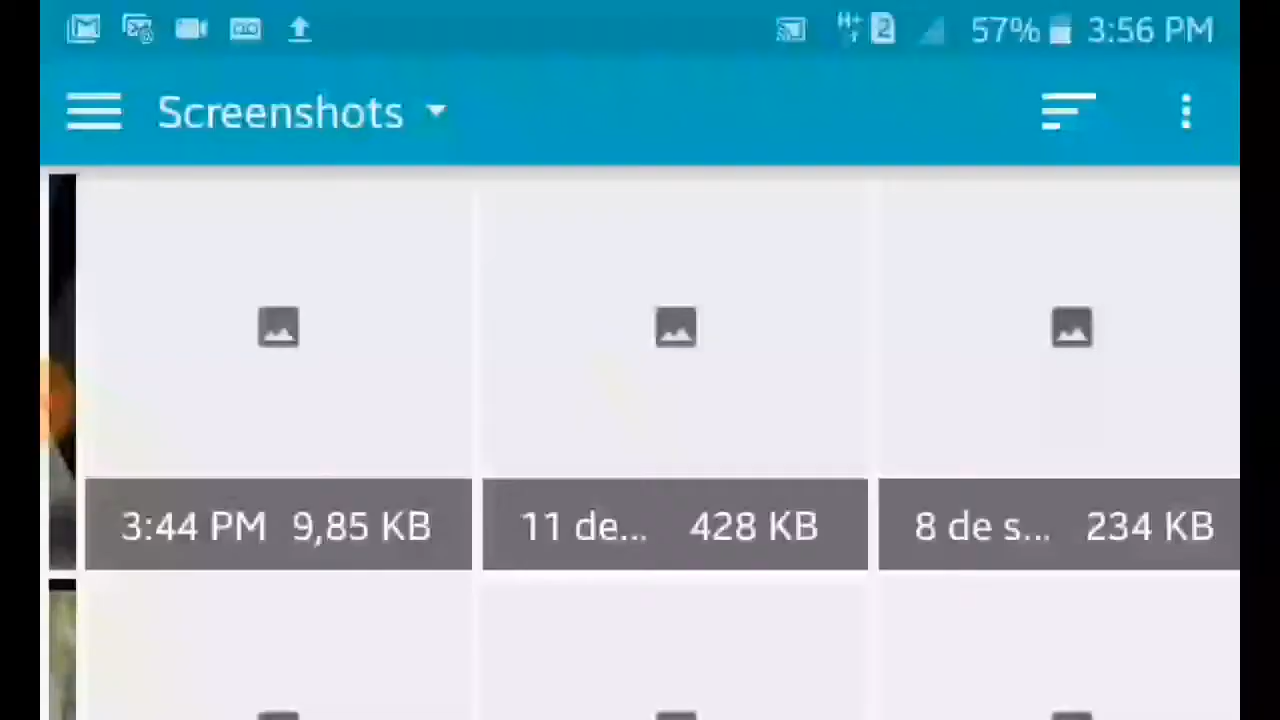 57% 3:56 PM
Screenshots
3:44 PM 9,85 KB
11 de... 428 KB
8 de s... 234 KB